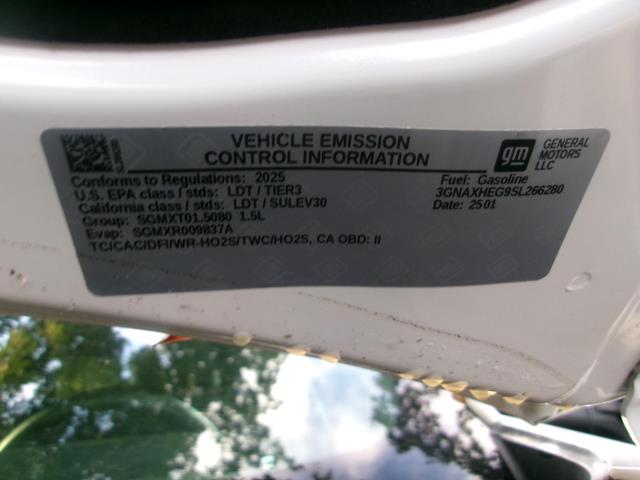 VEHICLE EMISSION
CONTROL INFORMATION
gm
GENERAL
MOTORS
LLC
Conforms to Regulations: 2025
U.S. EPA class / stds: LDT / TIER3
California class / stds: LDT / SULEV30
Group: SGMXT01.5080 1.5L
Evap: SGMXR009837A
TC/CAC/DFI/WR-HO2S/TWC/HO2S, CA OBD: II
Fuel: Gasoline
3GNAXHEG9SL266280
Date: 2501